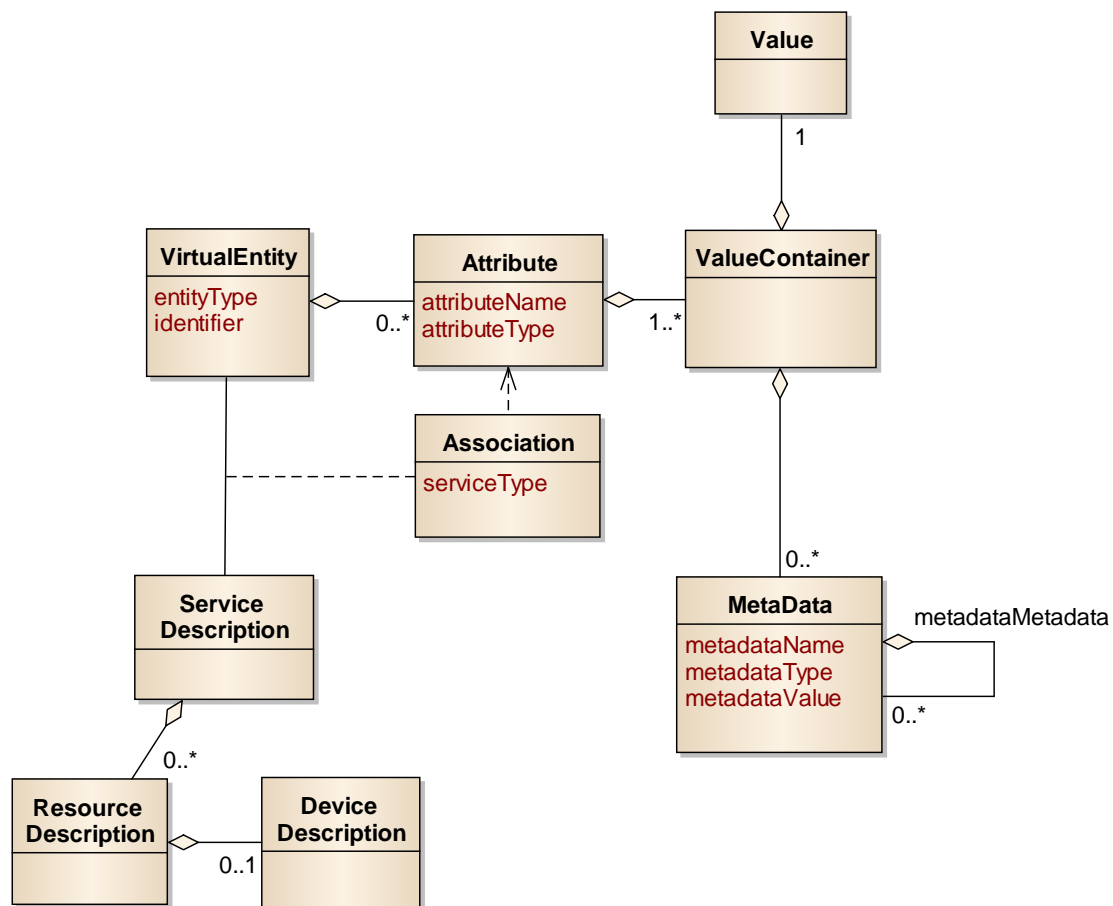 Value
1
VirtualEntity
entityType
identifier
0..*
Attribute
attributeName
attributeType
1..*
ValueContainer
Association
serviceType
0..*
Service
Description
MetaData
metadataName
metadataType
metadataValue
metadataMetadata
0..*
0..*
Resource
Description
0..1
Device
Description